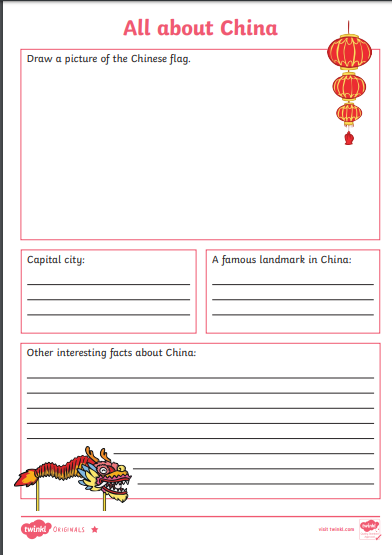 All about China
Draw a picture of the Chinese flag.
Capital city:
A famous landmark in China:
Other interesting facts about China:
twinkl ORIGINALS
visit twinkl.com
twinkl